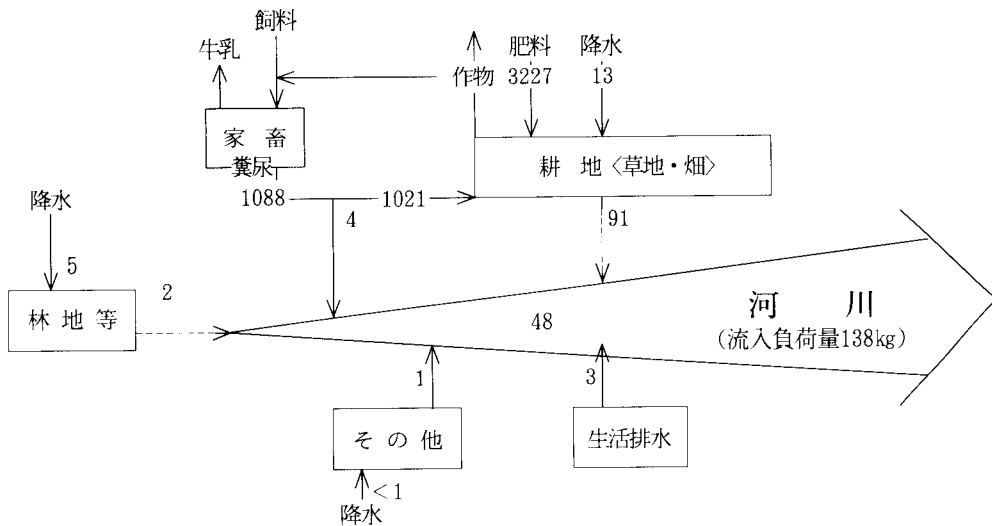 飼料
牛乳
肥料
降水
作物
3227
13
家 畜
糞尿
耕 地〈草地・畑〉
1088
1021
降水
4
91
5
2
林 地 等
48
河 川
(流入負荷量138kg)
1
3
そ の 他
生活排水
<1
降水